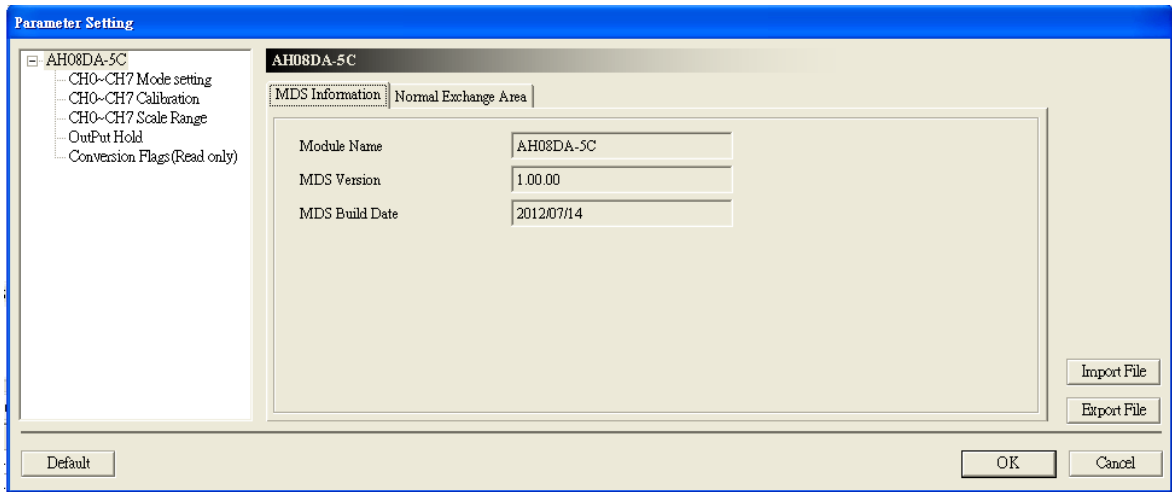 Parameter Setting
AH08DA-5C
CH0~CH7 Mode setting
CH0~CH7 Calibration
CH0~CH7 Scale Range
OutPut Hold
Conversion Flags(Read only)
AH08DA-5C
MDS Information Normal Exchange Area
Module Name AH08DA-5C
MDS Version 1.00.00
MDS Build Date 2012/07/14
Import File
Export File
Default OK Cancel